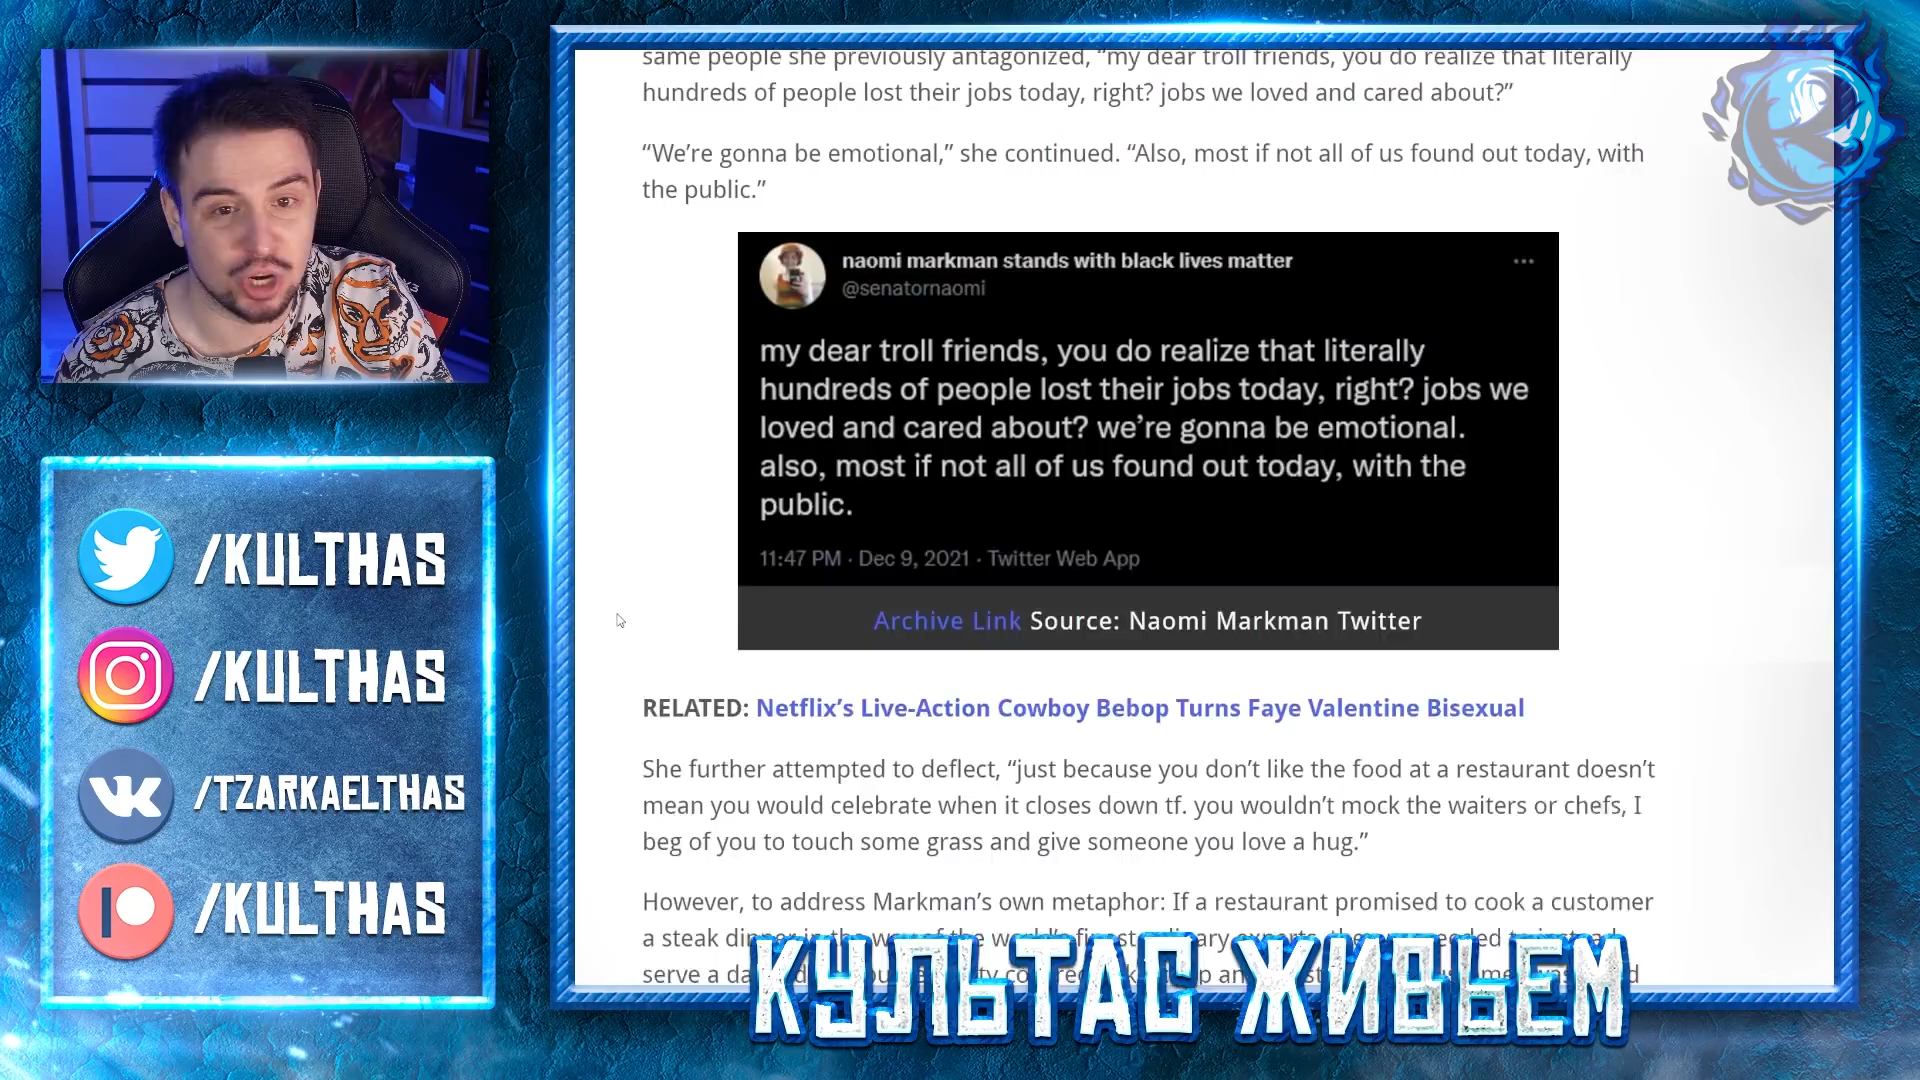 same people she previously antagonized, “my dear troll friends, you do realize that literally
hundreds of people lost their jobs today, right? jobs we loved and cared about?”
“We’re gonna be emotional,” she continued. “Also, most if not all of us found out today, with
the public.”
naomi markman stands with black lives matter
@senatornaomi
my dear troll friends, you do realize that literally
hundreds of people lost their jobs today, right? jobs we
loved and cared about? we’re gonna be emotional.
also, most if not all of us found out today, with the
public.
11:47 PM · Dec 9, 2021 · Twitter Web App
Archive Link Source: Naomi Markman Twitter
RELATED: Netflix’s Live-Action Cowboy Bebop Turns Faye Valentine Bisexual
She further attempted to deflect, “just because you don’t like the food at a restaurant doesn’t
mean you would celebrate when it closes down tf. you wouldn’t mock the waiters or chefs, I
beg of you to touch some grass and give someone you love a hug.”
However, to address Markman’s own metaphor: If a restaurant promised to cook a customer
a steak dinner in the
serve a
/KULTHAS
/KULTHAS
/TZARKAELTHAS
/KULTHAS
КУЛЬТАС ЖИВЬЕМ